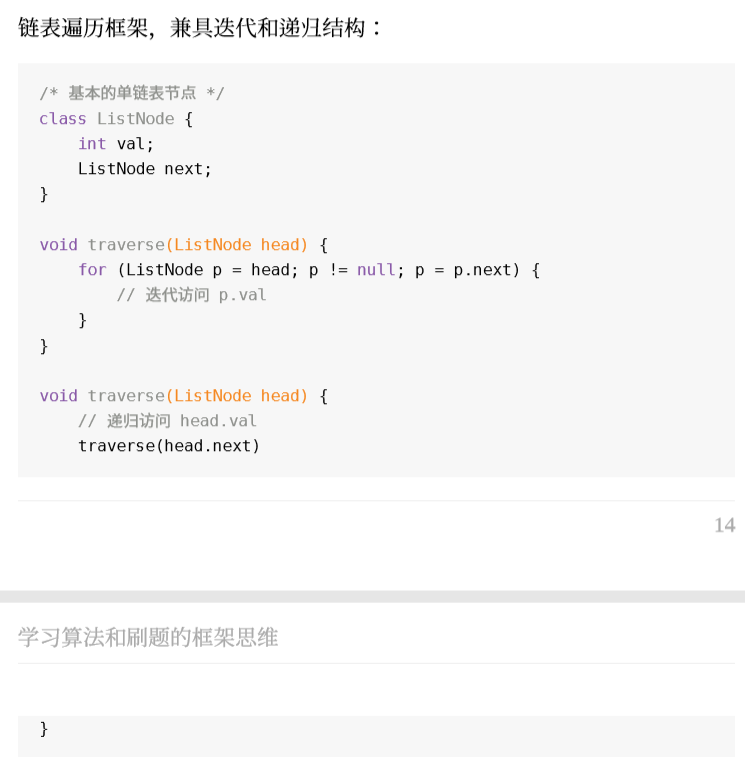 链表遍历框架，兼具迭代和递归结构：
/* 基本的单链表节点 */
class ListNode {
    int val;
    ListNode next;
}
void traverse(ListNode head) {
    for (ListNode p = head; p != null; p = p.next) {
        // 迭代访问 p.val
    }
}
void traverse(ListNode head) {
    // 递归访问 head.val
    traverse(head.next)
14
学习算法和刷题的框架思维
}